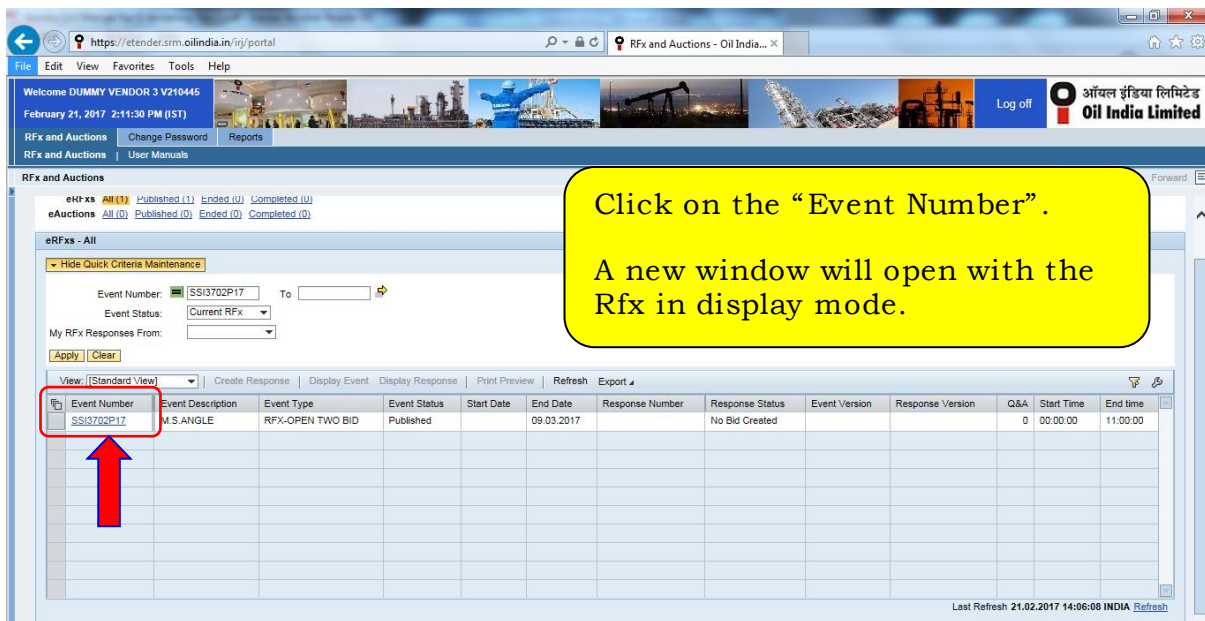 https://etender.srm.oilindia.in/irj/portal
RFx and Auctions - Oil India...
File Edit View Favorites Tools Help
Welcome DUMMY VENDOR 3 V210445
February 21, 2017 2:11:30 PM (IST)
Log off
ऑयल इंडिया लिमिटेड
Oil India Limited
RFx and Auctions Change Password Reports
RFx and Auctions | User Manuals
RFx and Auctions
Forward
eRFxs All (1) Published (1) Ended (0) Completed (0)
eAuctions All (0) Published (0) Ended (0) Completed (0)
eRFxs - All
Hide Quick Criteria Maintenance
Event Number: SSI3702P17 To
Event Status: Current RFx
My RFx Responses From:
Apply Clear
Click on the “Event Number”.
A new window will open with the
Rfx in display mode.
View: [Standard View] | Create Response | Display Event Display Response | Print Preview | Refresh Export
Event Number Event Description Event Type Event Status Start Date End Date Response Number Response Status Event Version Response Version Q&A Start Time End time
SSI3702P17 M.S.ANGLE RFX-OPEN TWO BID Published 09.03.2017 No Bid Created 0 00:00:00 11:00:00
Last Refresh 21.02.2017 14:06:08 INDIA Refresh